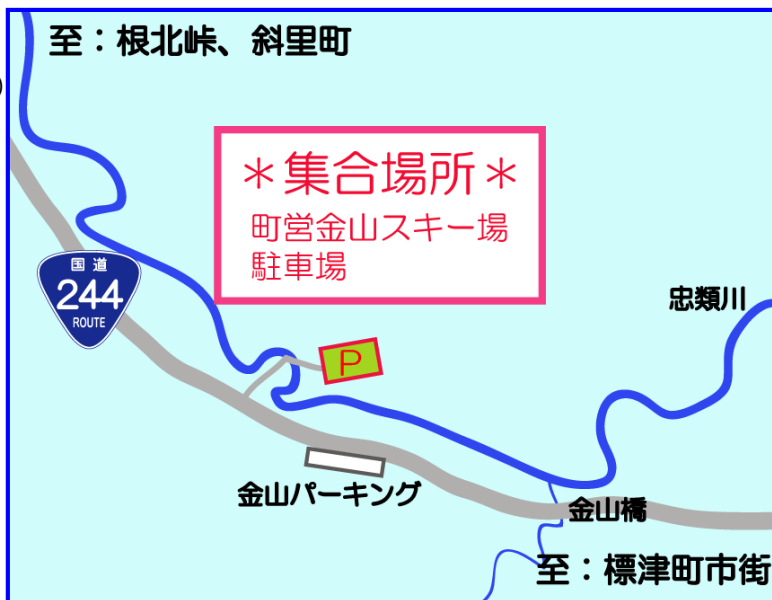 至：根北峠、斜里町
)
＊集合場所＊
町営金山スキー場
駐車場
国道
244
ROUTE
忠類川
P
金山パーキング
金山橋
至：標津町市街